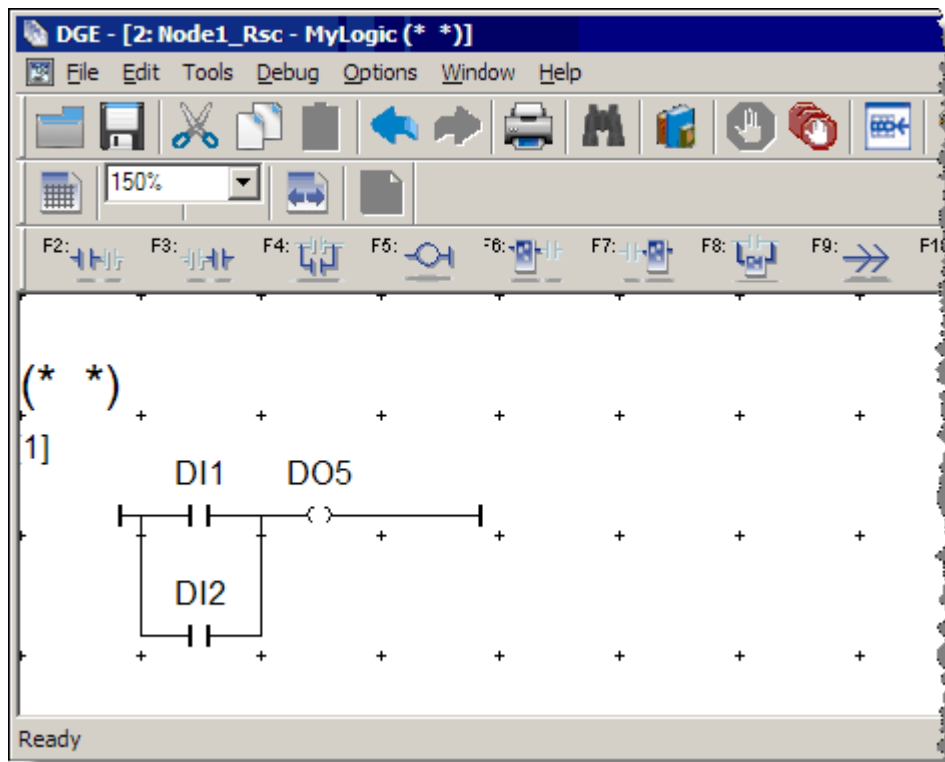 DGE - [2: Node1_Rsc - MyLogic (* *)]
File Edit Tools Debug Options Window Help
150%
F2: F3: F4: F5: F6: F7: F8: F9:
(* *)
1]
DI1 DO5
DI2
Ready